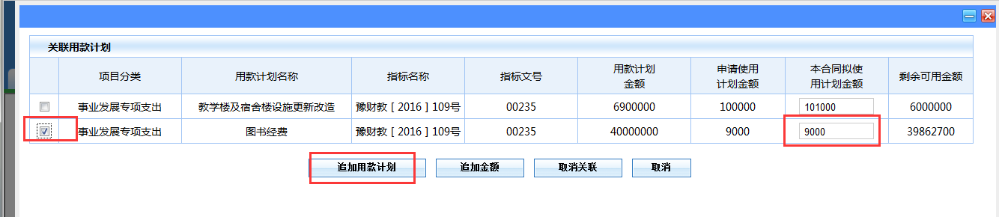 关联用款计划
项目分类 用款计划名称 指标名称 指标文号 用款计划金额 申请使用计划金额 本合同拟使用计划金额 剩余可用金额
事业发展专项支出 教学楼及宿舍楼设施更新改造 豫财教 [ 2016 ] 109号 00235 6900000 100000 101000 6000000
事业发展专项支出 图书经费 豫财教 [ 2016 ] 109号 00235 40000000 9000 9000 39862700
追加用款计划 追加金额 取消关联 取消